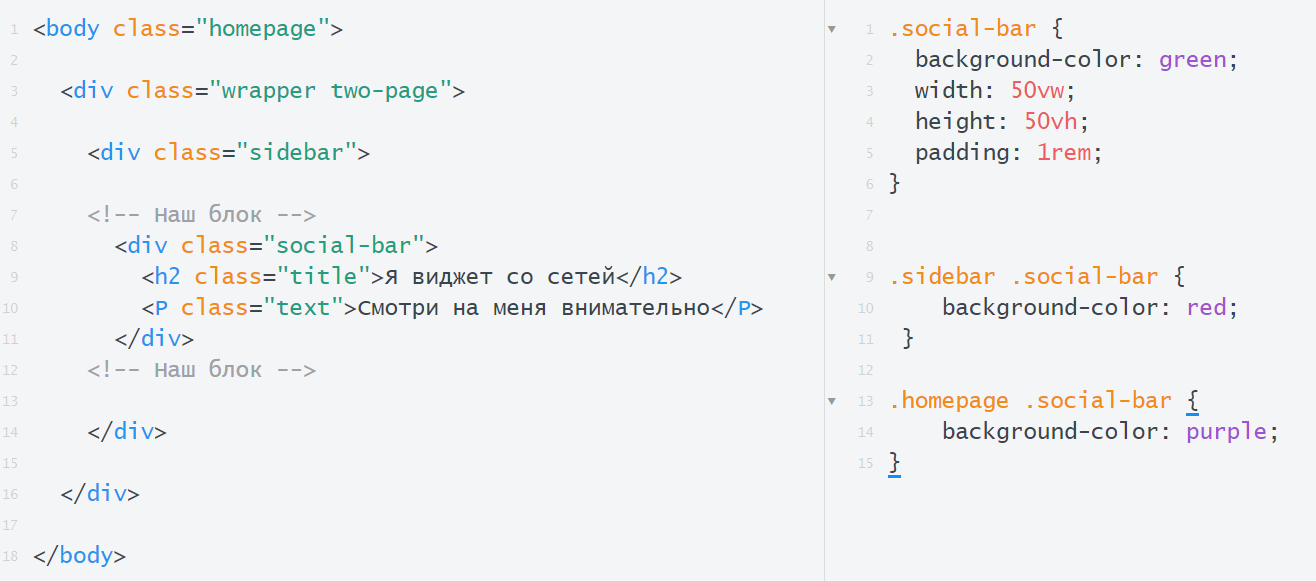 1 <body class="homepage">
2
3 <div class="wrapper two-page">
4
5 <div class="sidebar">
6
7 <!-- Наш блок -->
8 <div class="social-bar">
9 <h2 class="title">Я виджет со сетей</h2>
10 <P class="text">Смотри на меня внимательно</P>
11 </div>
12 <!-- Наш блок -->
13
14 </div>
15
16 </div>
17
18 </body>
1 .social-bar {
2 background-color: green;
3 width: 50vw;
4 height: 50vh;
5 padding: 1rem;
6 }
7
8
9 .sidebar .social-bar {
10 background-color: red;
11 }
12
13 .homepage .social-bar {
14 background-color: purple;
15 }